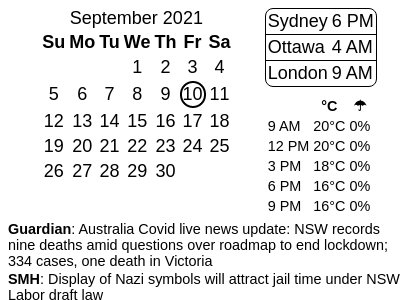 September 2021
Su Mo Tu We Th Fr Sa
1 2 3 4
5 6 7 8 9 10 11
12 13 14 15 16 17 18
19 20 21 22 23 24 25
26 27 28 29 30
Sydney 6 PM
Ottawa 4 AM
London 9 AM
°C ☂
9 AM 20°C 0%
12 PM 20°C 0%
3 PM 18°C 0%
6 PM 16°C 0%
9 PM 16°C 0%
Guardian: Australia Covid live news update: NSW records
nine deaths amid questions over roadmap to end lockdown;
334 cases, one death in Victoria
SMH: Display of Nazi symbols will attract jail time under NSW
Labor draft law